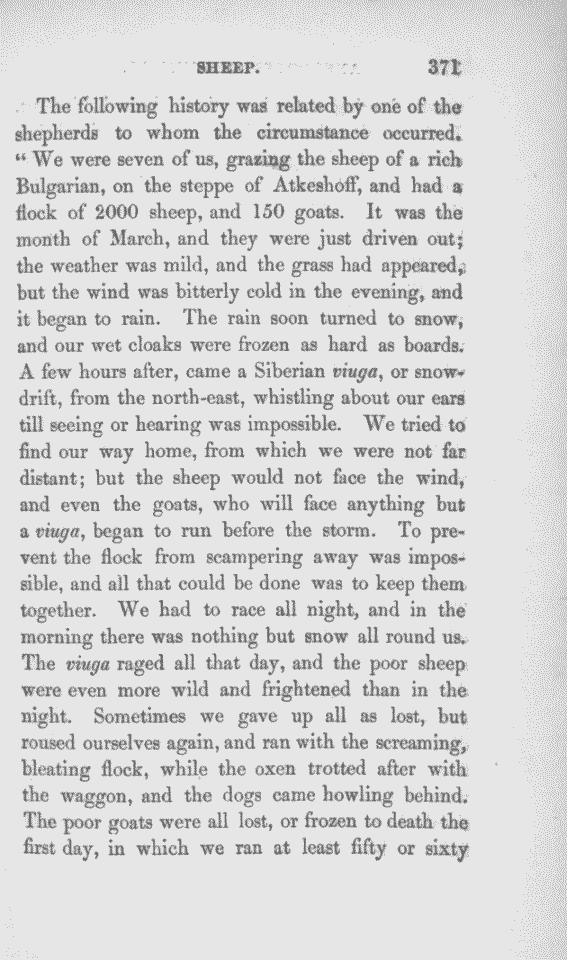 SHEEP. 371
The following history was related by one of the
shepherds to whom the circumstance occurred.
“ We were seven of us, grazing the sheep of a rich
Bulgarian, on the steppe of Atkeshoff, and had a
flock of 2000 sheep, and 150 goats. It was the
month of March, and they were just driven out;
the weather was mild, and the grass had appeared,
but the wind was bitterly cold in the evening, and
it began to rain. The rain soon turned to snow,
and our wet cloaks were frozen as hard as boards.
A few hours after, came a Siberian viuga, or snow-
drift, from the north-east, whistling about our ears
till seeing or hearing was impossible. We tried to
find our way home, from which we were not far
distant; but the sheep would not face the wind,
and even the goats, who will face anything but
a viuga, began to run before the storm. To pre-
vent the flock from scampering away was impos-
sible, and all that could be done was to keep them
together. We had to race all night, and in the
morning there was nothing but snow all round us.
The viuga raged all that day, and the poor sheep
were even more wild and frightened than in the
night. Sometimes we gave up all as lost, but
roused ourselves again, and ran with the screaming,
bleating flock, while the oxen trotted after with
the waggon, and the dogs came howling behind.
The poor goats were all lost, or frozen to death the
first day, in which we ran at least fifty or sixty